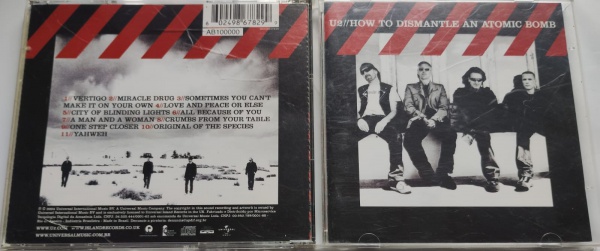 6 02498 67829
AB100000
1// VERTIGO 2// MIRACLE DRUG 3// SOMETIMES YOU CAN'T
MAKE IT ON YOUR OWN 4// LOVE AND PEACE OR ELSE
5// CITY OF BLINDING LIGHTS 6// ALL BECAUSE OF YOU
7// A MAN AND A WOMAN 8// CRUMBS FROM YOUR TABLE
9// ONE STEP CLOSER 10// ORIGINAL OF THE SPECIES
11// YAHWEH
WWW.U2.COM WWW.ISLANDRECORDS.CO.UK
WWW.UNIVERSALMUSIC.COM.BR
U2//HOW TO DISMANTLE AN ATOMIC BOMB